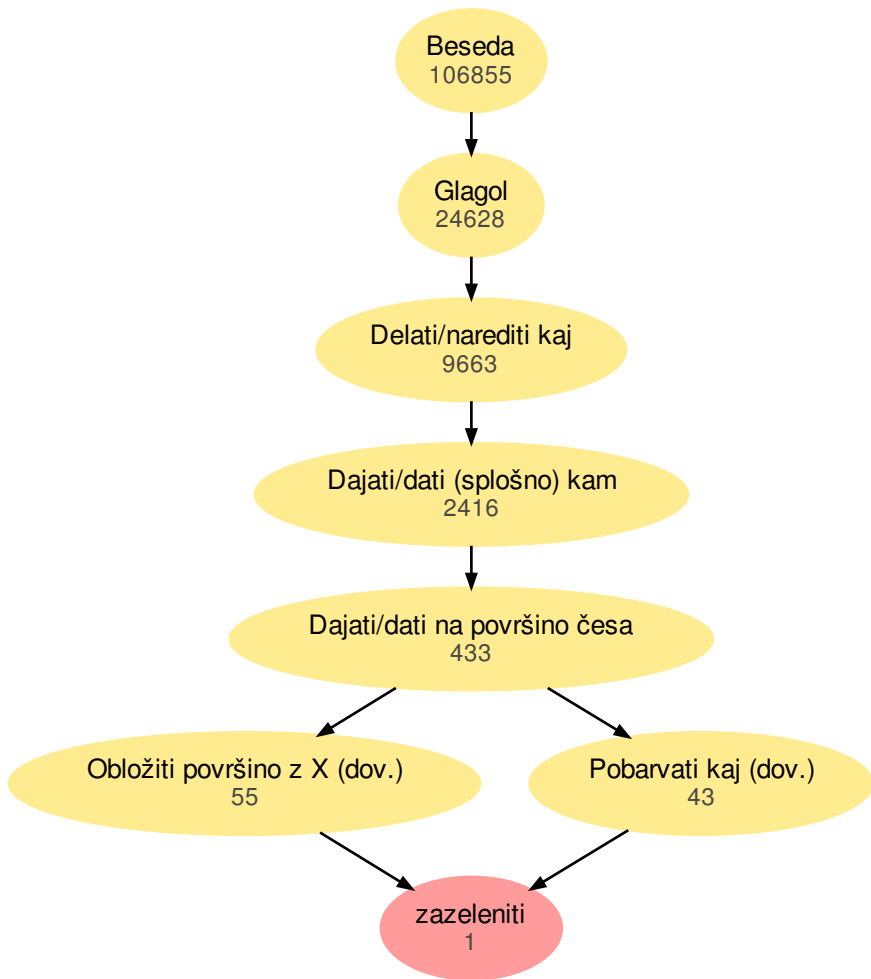 Beseda
106855
Glagol
24628
Delati/narediti kaj
9663
Dajati/dati (splošno) kam
2416
Dajati/dati na površino česa
433
Obložiti površino z X (dov.)
55
Pobarvati kaj (dov.)
43
zazeleniti
1